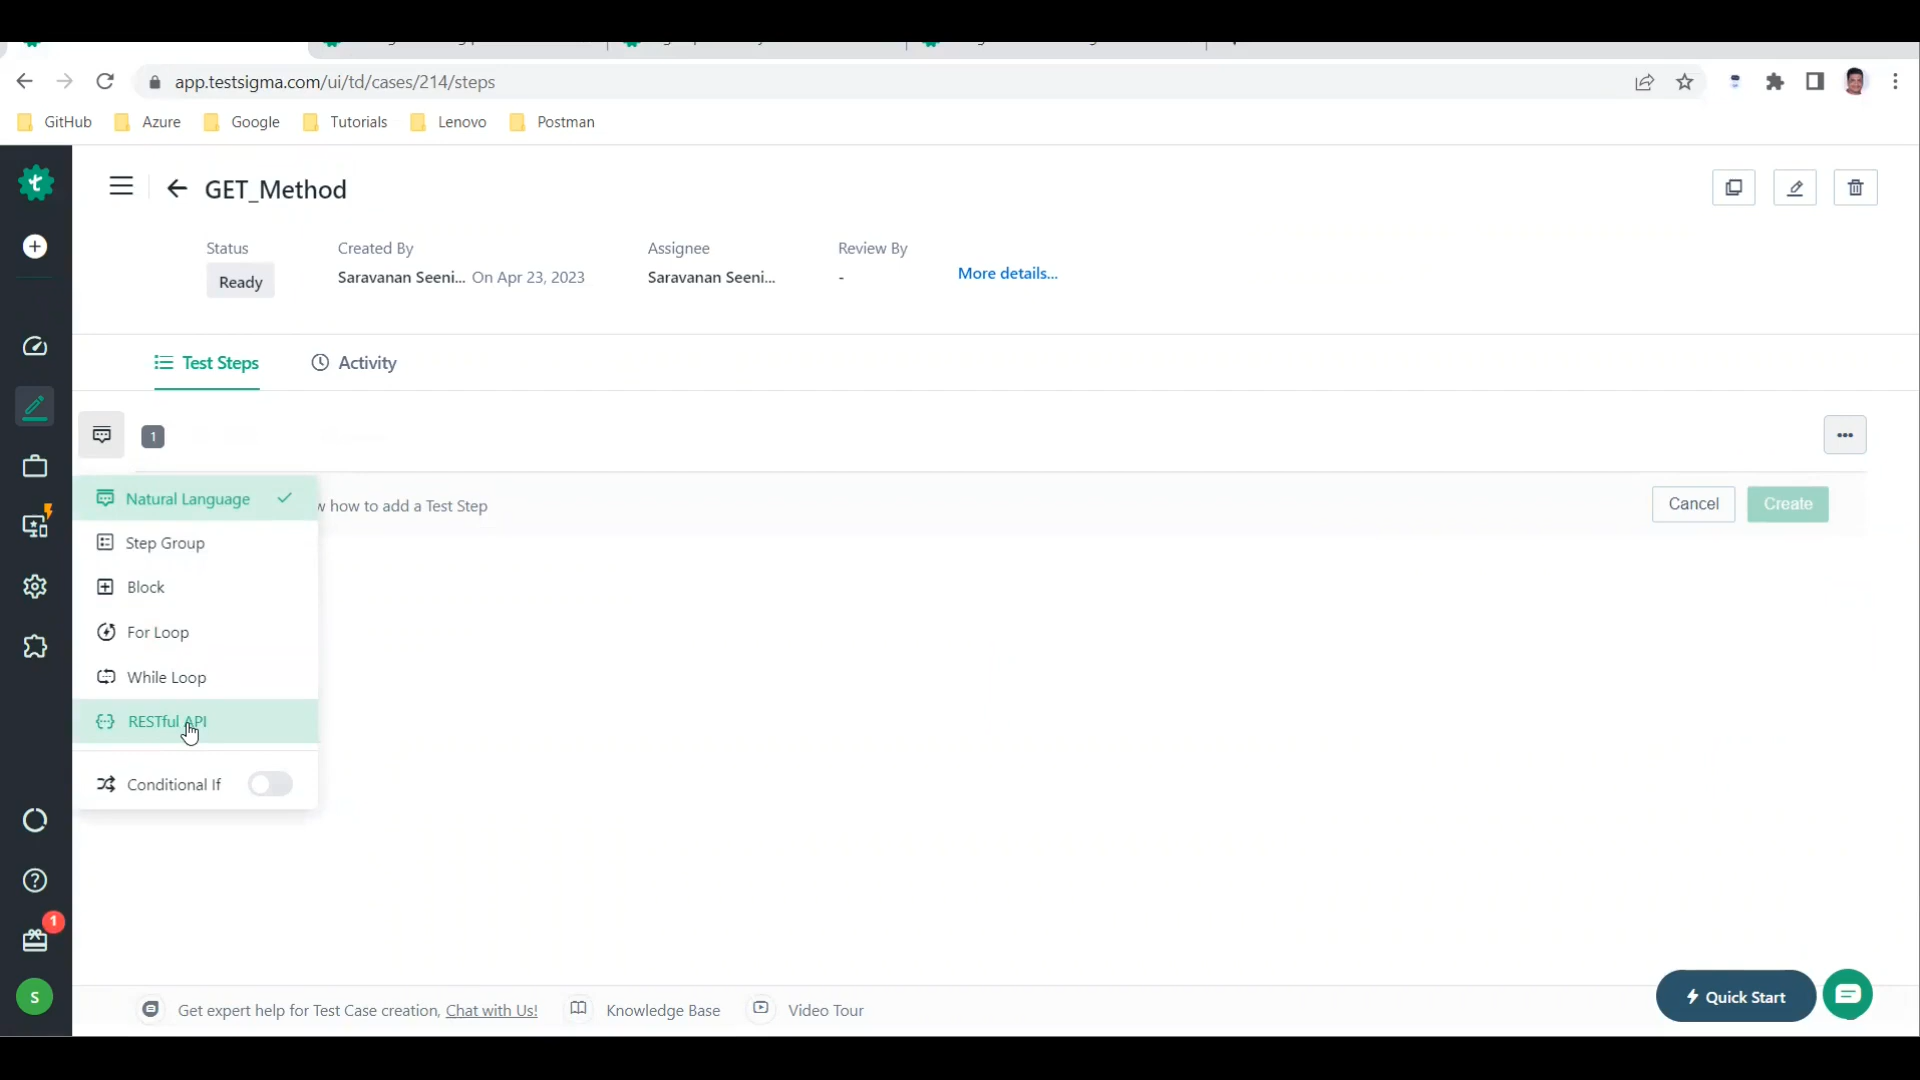 app.testsigma.com/ui/td/cases/214/steps
GitHub Azure Google Tutorials Lenovo Postman
GET_Method
Status Created By Assignee Review By
Ready Saravanan Seeni... On Apr 23, 2023 Saravanan Seeni... - More details...
Test Steps Activity
1
Natural Language
how to add a Test Step Cancel Create
Step Group
Block
For Loop
While Loop
RESTful API
Conditional If
1
S
Get expert help for Test Case creation, Chat with Us! Knowledge Base Video Tour
Quick Start